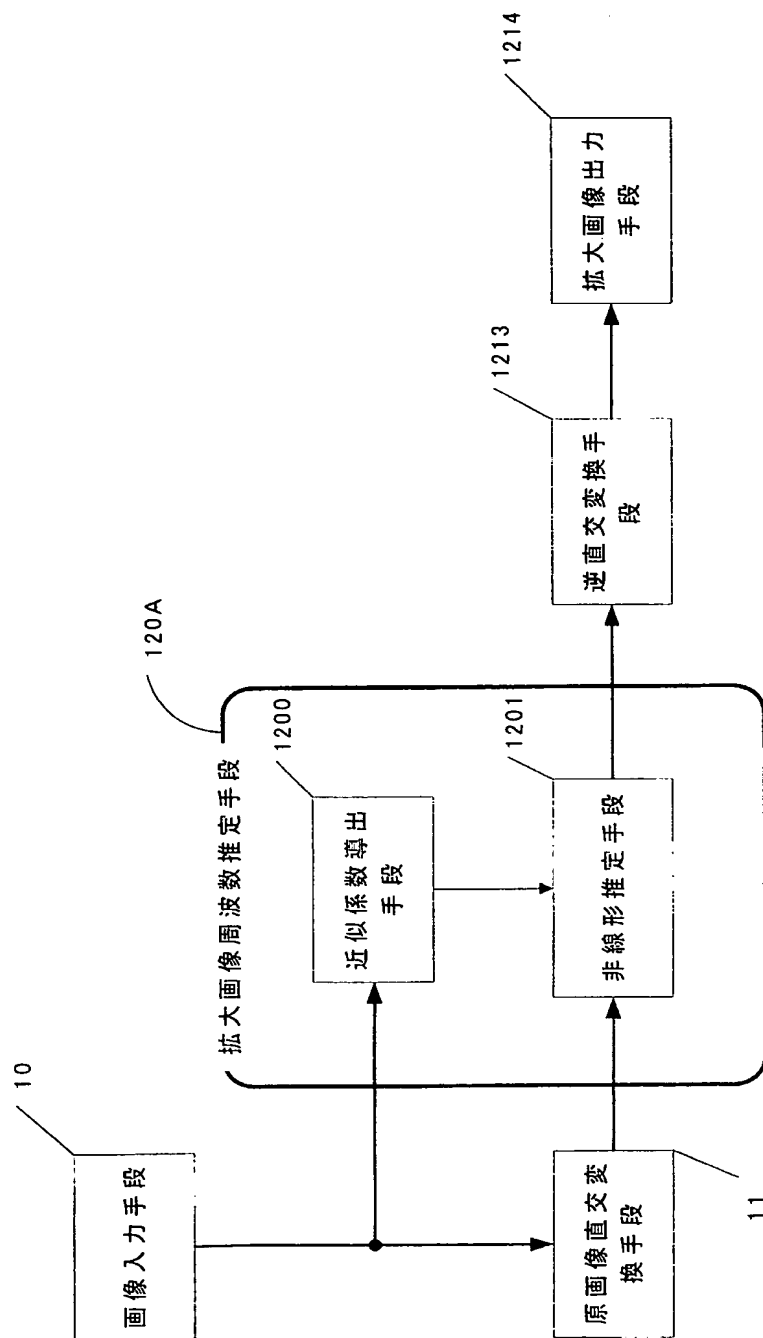 10
画像入力手段
120A
拡大画像周波数推定手段
1200
近似係数導出
手段
11
原画像直交変
換手段
1201
非線形推定手段
1213
逆直交変換手
段
1214
拡大画像出力
手段